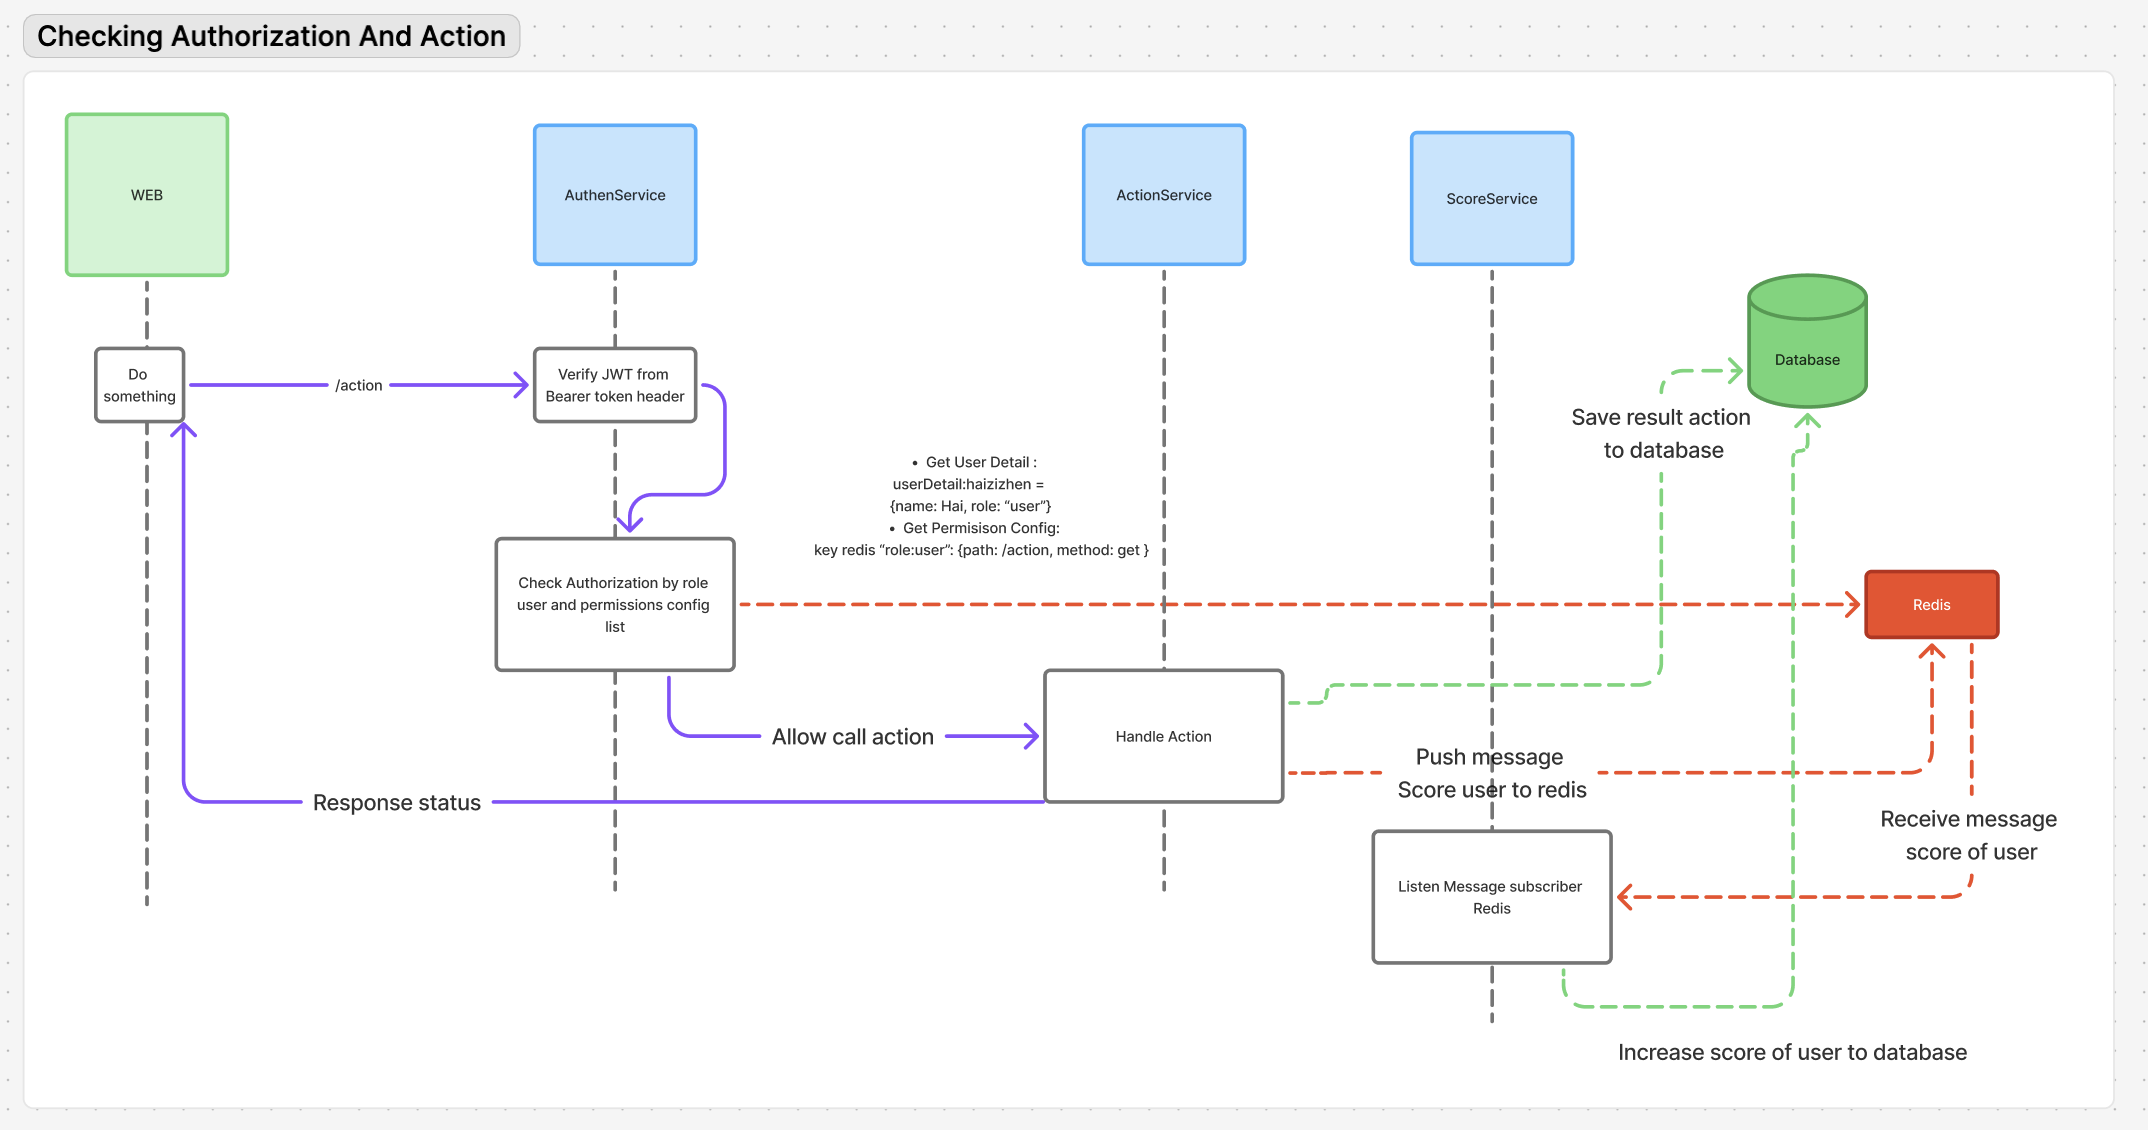 Checking Authorization And Action
WEB
AuthenService
ActionService
ScoreService
Database
Do
something
/action
Verify JWT from
Bearer token header
Save result action
to database
• Get User Detail :
userDetail:haizizhen =
{name: Hai, role: “user”}
• Get Permisison Config:
key redis “role:user”: {path: /action, method: get }
Check Authorization by role
user and permissions config
list
Redis
Allow call action
Handle Action
Push message
Score user to redis
Response status
Receive message
score of user
Listen Message subscriber
Redis
Increase score of user to database